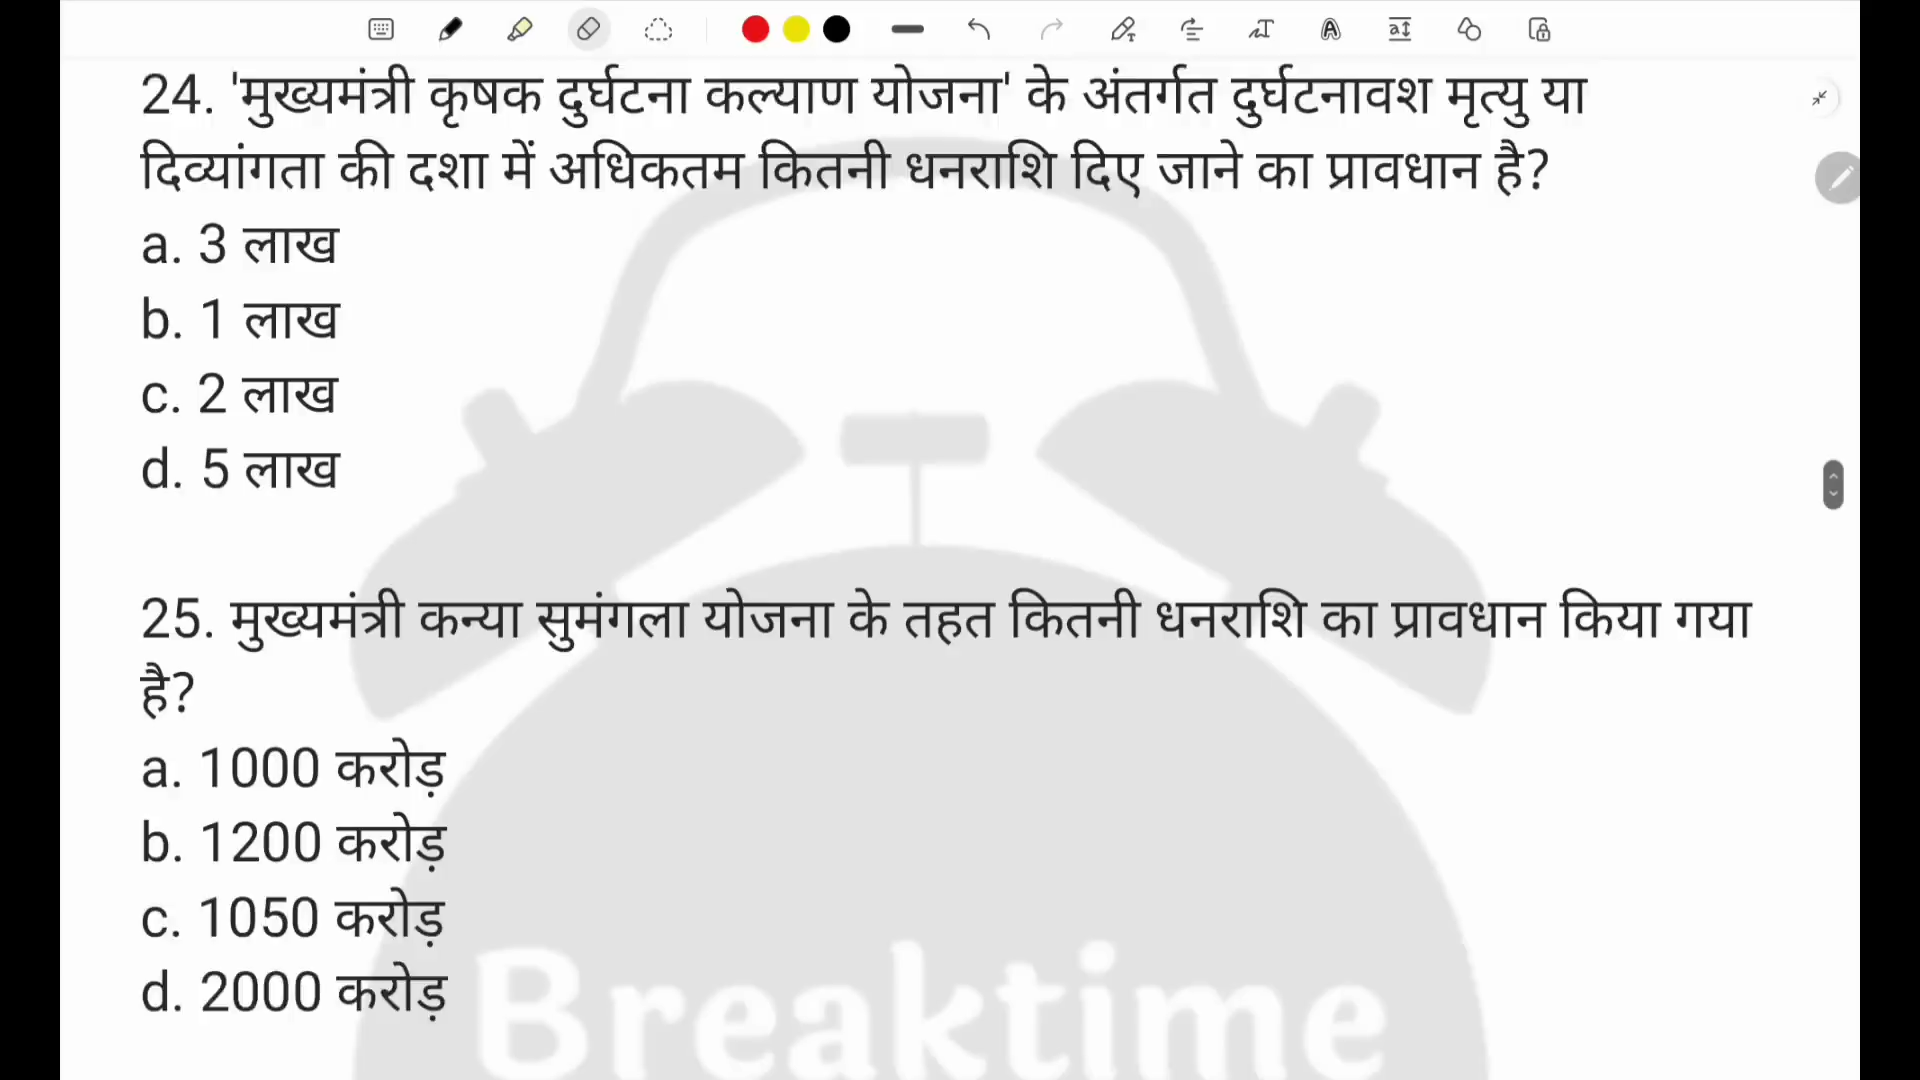 24. 'मुख्यमंत्री कृषक दुर्घटना कल्याण योजना' के अंतर्गत दुर्घटनावश मृत्यु या
दिव्यांगता की दशा में अधिकतम कितनी धनराशि दिए जाने का प्रावधान है?
a. 3 लाख
b. 1 लाख
c. 2 लाख
d. 5 लाख
25. मुख्यमंत्री कन्या सुमंगला योजना के तहत कितनी धनराशि का प्रावधान किया गया
है?
a. 1000 करोड़
b. 1200 करोड़
c. 1050 करोड़
d. 2000 करोड़
Breaktime